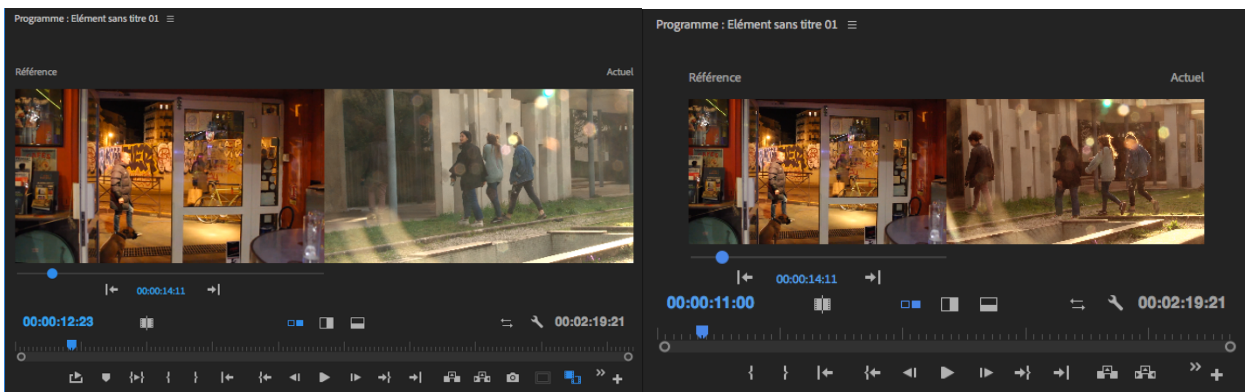 Programme : Elément sans titre 01
Référence
Actuel
00:00:14:11
00:00:12:23
00:02:19:21
Programme : Elément sans titre 01
Référence
Actuel
00:00:14:11
00:00:11:00
00:02:19:21